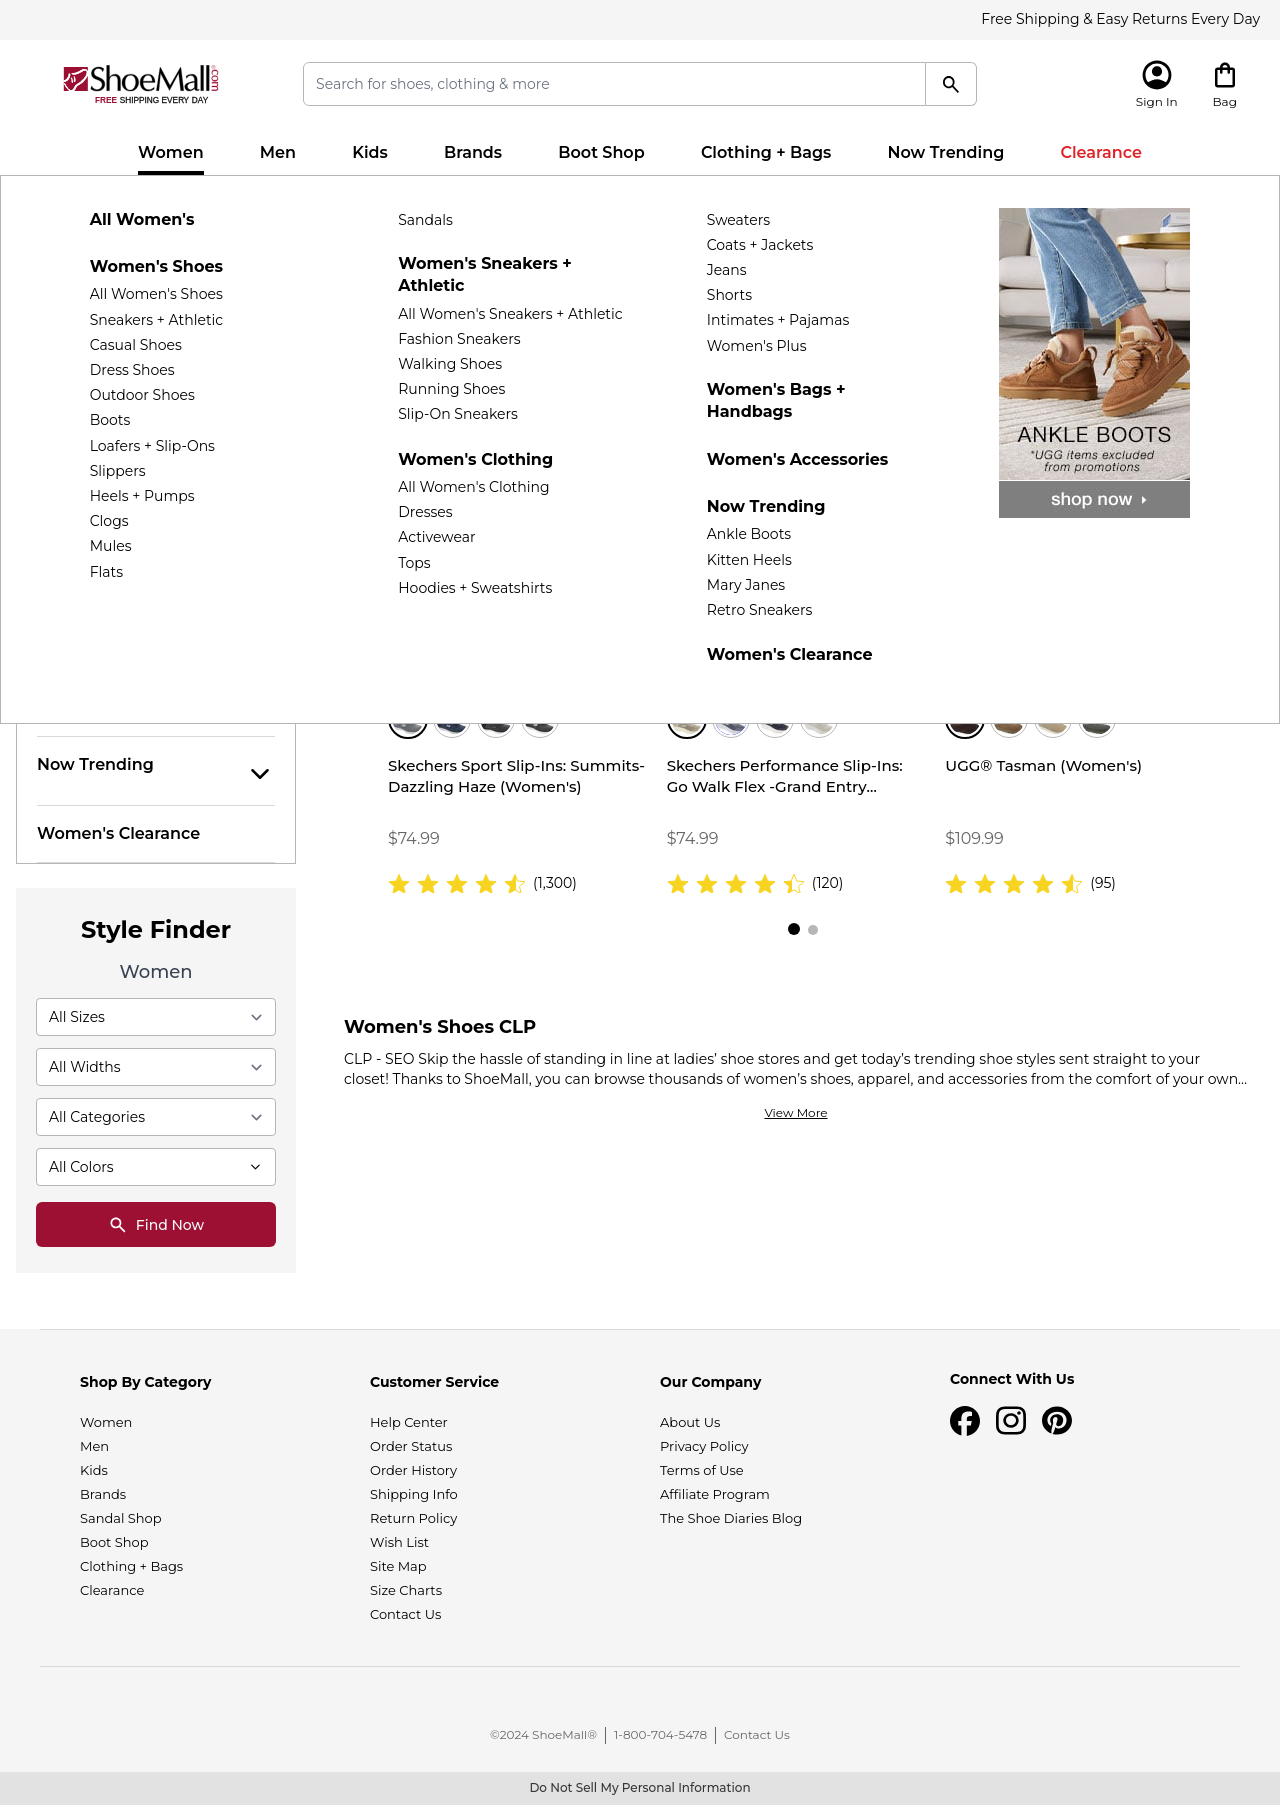 Free Shipping & Easy Returns Every Day
ShoeMall.com
FREE SHIPPING EVERY DAY
Search for shoes, clothing & more
Sign In
Bag
Women
Men
Kids
Brands
Boot Shop
Clothing + Bags
Now Trending
Clearance
All Women's
Women's Shoes
All Women's Shoes
Sneakers + Athletic
Casual Shoes
Dress Shoes
Outdoor Shoes
Boots
Loafers + Slip-Ons
Slippers
Heels + Pumps
Clogs
Mules
Flats
Sandals
Women's Sneakers +
Athletic
All Women's Sneakers + Athletic
Fashion Sneakers
Walking Shoes
Running Shoes
Slip-On Sneakers
Women's Clothing
All Women's Clothing
Dresses
Activewear
Tops
Hoodies + Sweatshirts
Sweaters
Coats + Jackets
Jeans
Shorts
Intimates + Pajamas
Women's Plus
Women's Bags +
Handbags
Women's Accessories
Now Trending
Ankle Boots
Kitten Heels
Mary Janes
Retro Sneakers
Women's Clearance
ANKLE BOOTS
*UGG items excluded
from promotions
shop now
Now Trending
Women's Clearance
Skechers Sport Slip-Ins: Summits-
Dazzling Haze (Women's)
$74.99
(1,300)
Skechers Performance Slip-Ins:
Go Walk Flex -Grand Entry...
$74.99
(120)
UGG® Tasman (Women's)
$109.99
(95)
Style Finder
Women
All Sizes
All Widths
All Categories
All Colors
Find Now
Women's Shoes CLP
CLP - SEO Skip the hassle of standing in line at ladies’ shoe stores and get today’s trending shoe styles sent straight to your
closet! Thanks to ShoeMall, you can browse thousands of women’s shoes, apparel, and accessories from the comfort of your own...
View More
Shop By Category
Women
Men
Kids
Brands
Sandal Shop
Boot Shop
Clothing + Bags
Clearance
Customer Service
Help Center
Order Status
Order History
Shipping Info
Return Policy
Wish List
Site Map
Size Charts
Contact Us
Our Company
About Us
Privacy Policy
Terms of Use
Affiliate Program
The Shoe Diaries Blog
Connect With Us
©2024 ShoeMall®
1-800-704-5478
Contact Us
Do Not Sell My Personal Information